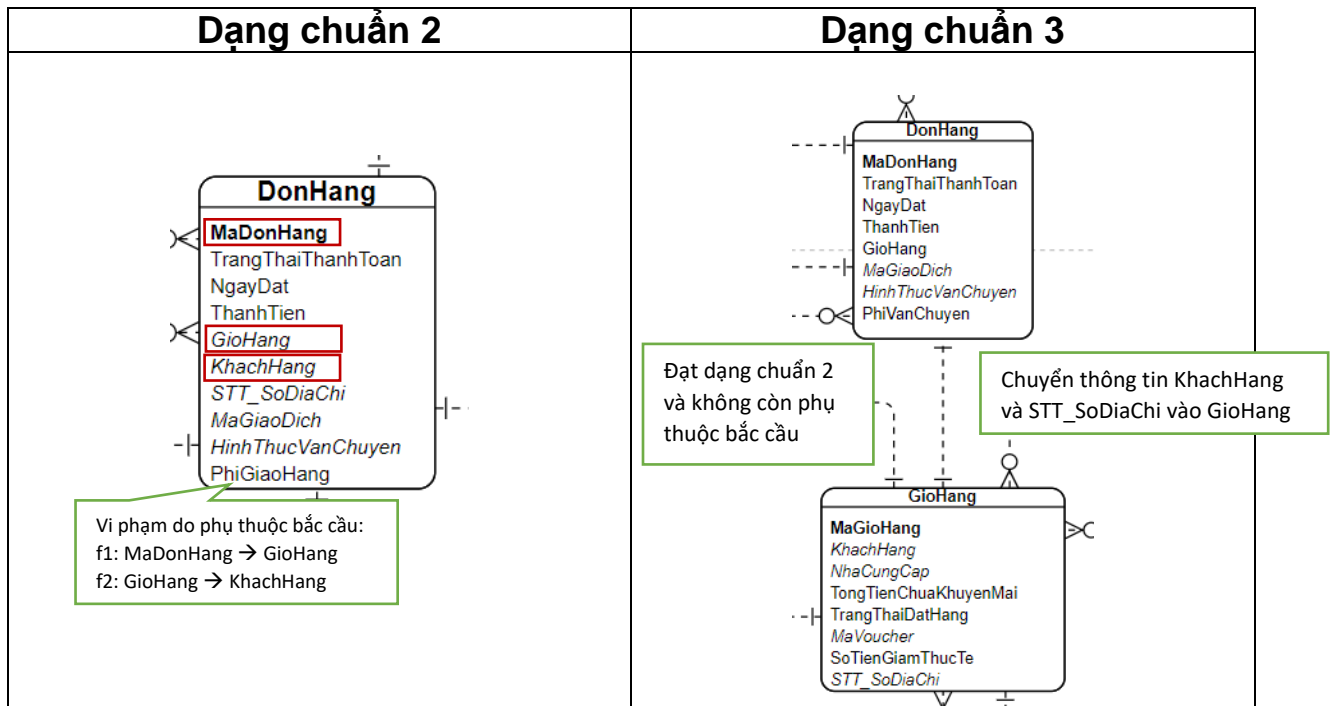 Dạng chuẩn 2
DonHang
MaDonHang
TrangThaiThanhToan
NgayDat
ThanhTien
GioHang
KhachHang
STT_SoDiaChi
MaGiaoDich
HinhThucVanChuyen
PhiGiaoHang
Vi phạm do phụ thuộc bắc cầu:
f1: MaDonHang → GioHang
f2: GioHang → KhachHang
Dạng chuẩn 3
DonHang
MaDonHang
TrangThaiThanhToan
NgayDat
ThanhTien
GioHang
MaGiaoDich
HinhThucVanChuyen
PhiVanChuyen
Đạt dạng chuẩn 2
và không còn phụ
thuộc bắc cầu
Chuyển thông tin KhachHang
và STT_SoDiaChi vào GioHang
GioHang
MaGioHang
KhachHang
NhaCungCap
TongTienChuaKhuyenMai
TrangThaiDatHang
MaVoucher
SoTienGiamThucTe
STT_SoDiaChi